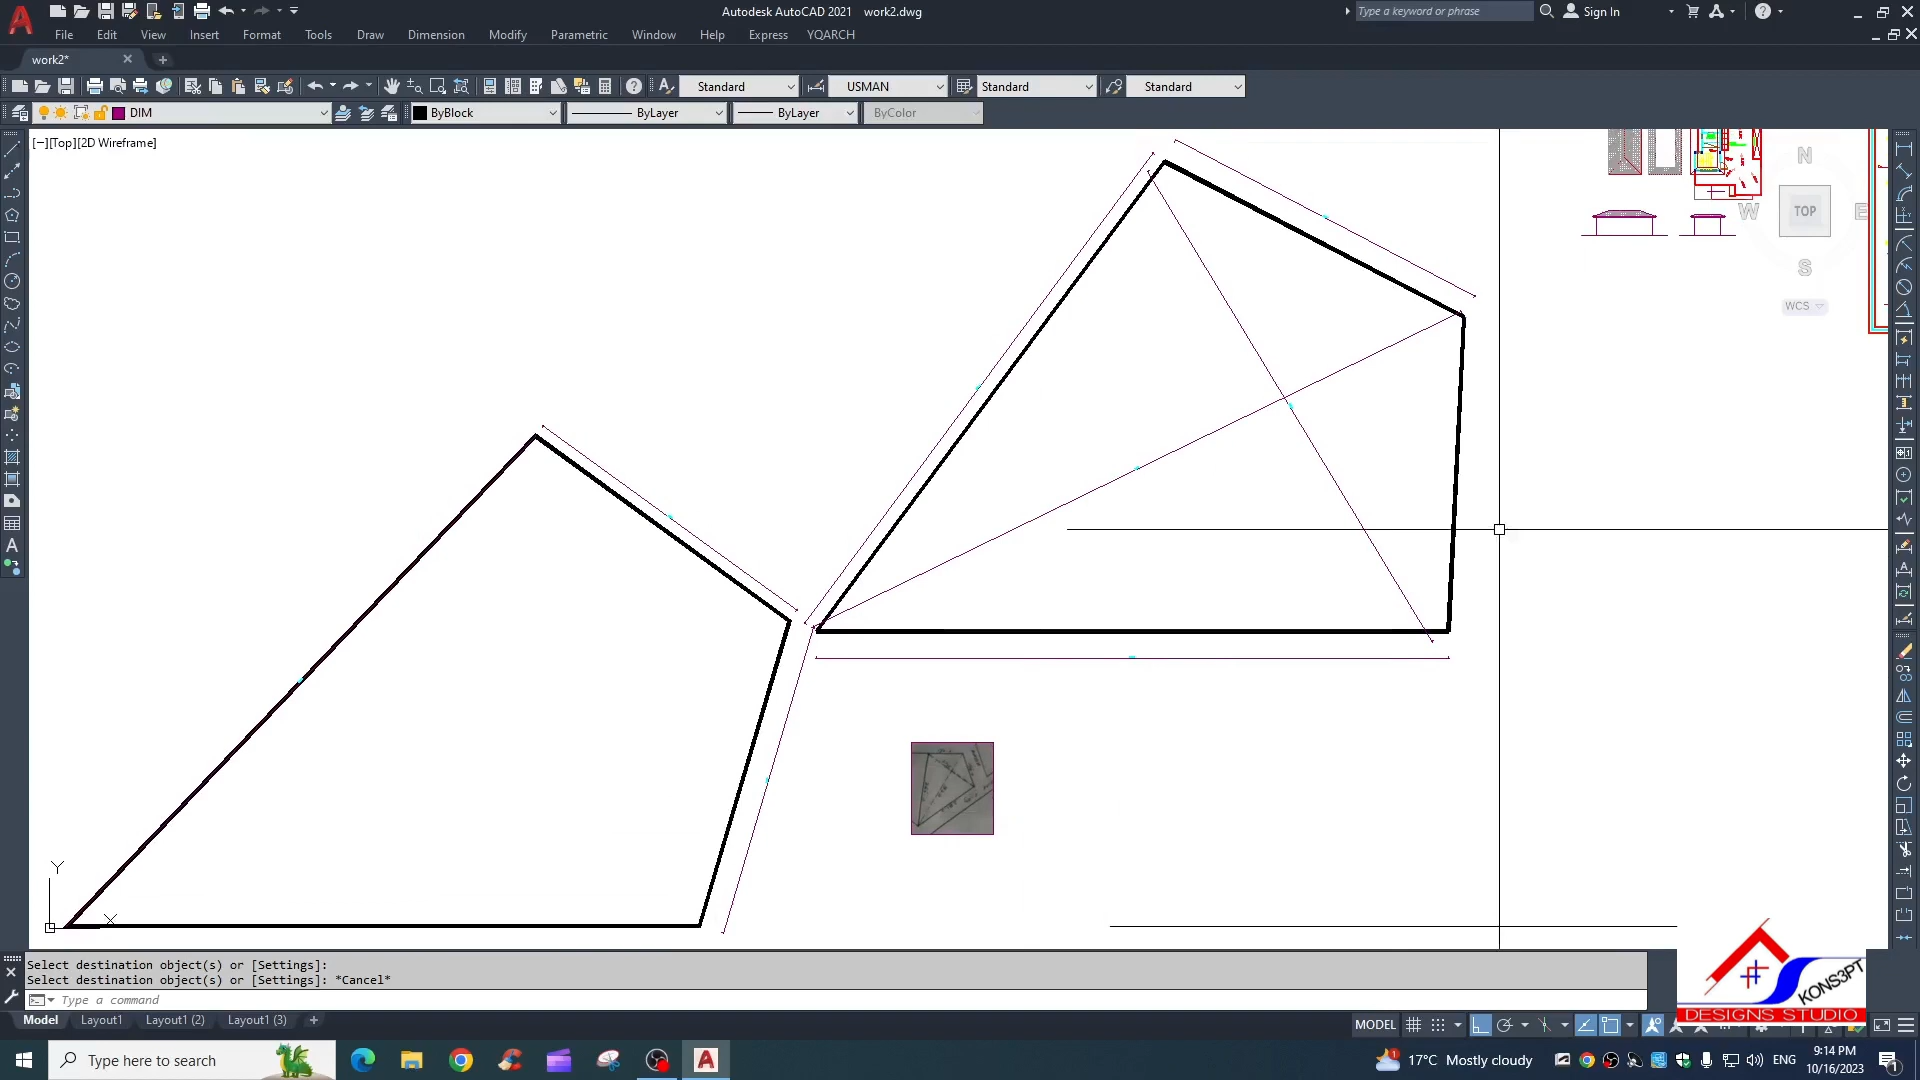 Autodesk AutoCAD 2021 work2.dwg
Type a keyword or phrase
Sign In
File Edit View Insert Format Tools Draw Dimension Modify Parametric Window Help Express YQARCH
work2*
Standard USMAN Standard Standard
DIM ByBlock ByLayer ByLayer ByColor
[−][Top][2D Wireframe]
N
W TOP E
S
WCS
Y
X
Select destination object(s) or [Settings]:
Select destination object(s) or [Settings]: *Cancel*
Type a command
KONS3PT
DESIGNS STUDIO
Model Layout1 Layout1 (2) Layout1 (3)
MODEL
Type here to search
17°C Mostly cloudy
ENG
9:14 PM
10/16/2023
1